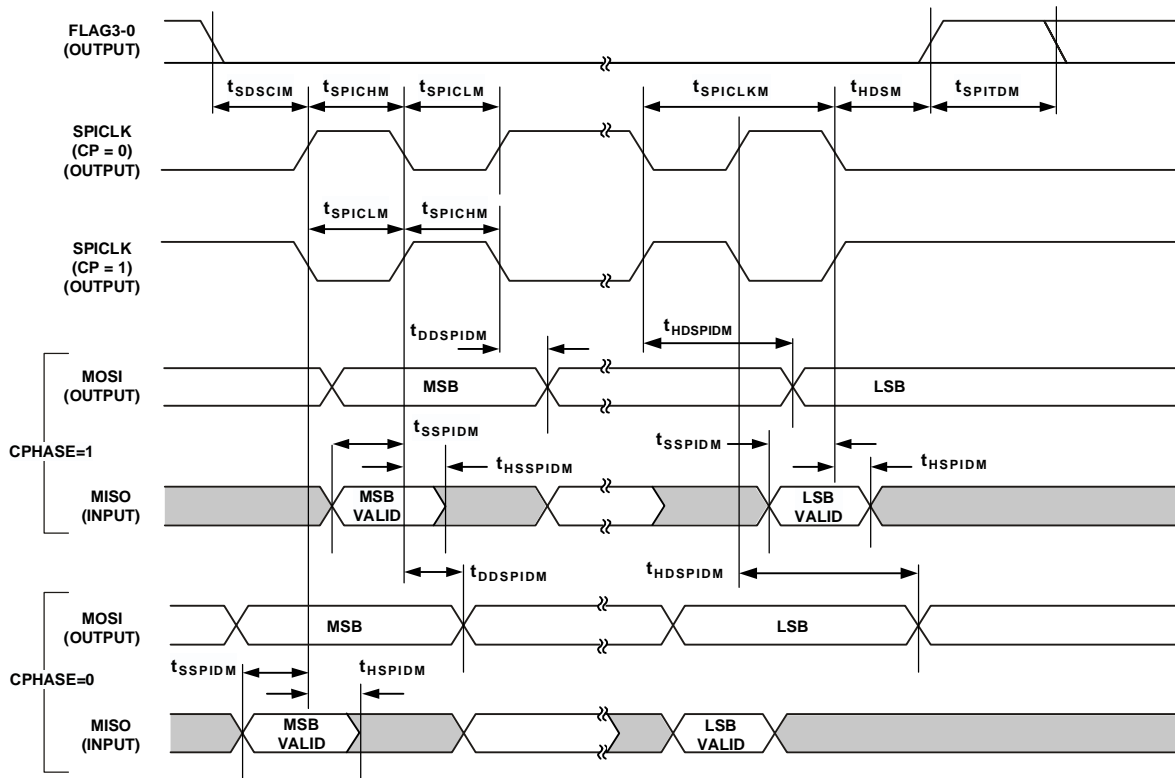 FLAG3-0
(OUTPUT)
tSDSCIM
tSPICHM
tSPICLM
tSPICLKM
tHDSM
tSPITDM
SPICLK
(CP = 0)
(OUTPUT)
tSPICLM
tSPICHM
SPICLK
(CP = 1)
(OUTPUT)
tDDSPIDM
tHDSPIDM
MOSI
(OUTPUT)
MSB
LSB
CPHASE=1
tSSPIDM
tHSSPIDM
tSSPIDM
tHSPIDM
MISO
(INPUT)
MSB
VALID
LSB
VALID
tDDSPIDM
tHDSPIDM
MOSI
(OUTPUT)
MSB
LSB
CPHASE=0
tSSPIDM
tHSPIDM
MISO
(INPUT)
MSB
VALID
LSB
VALID